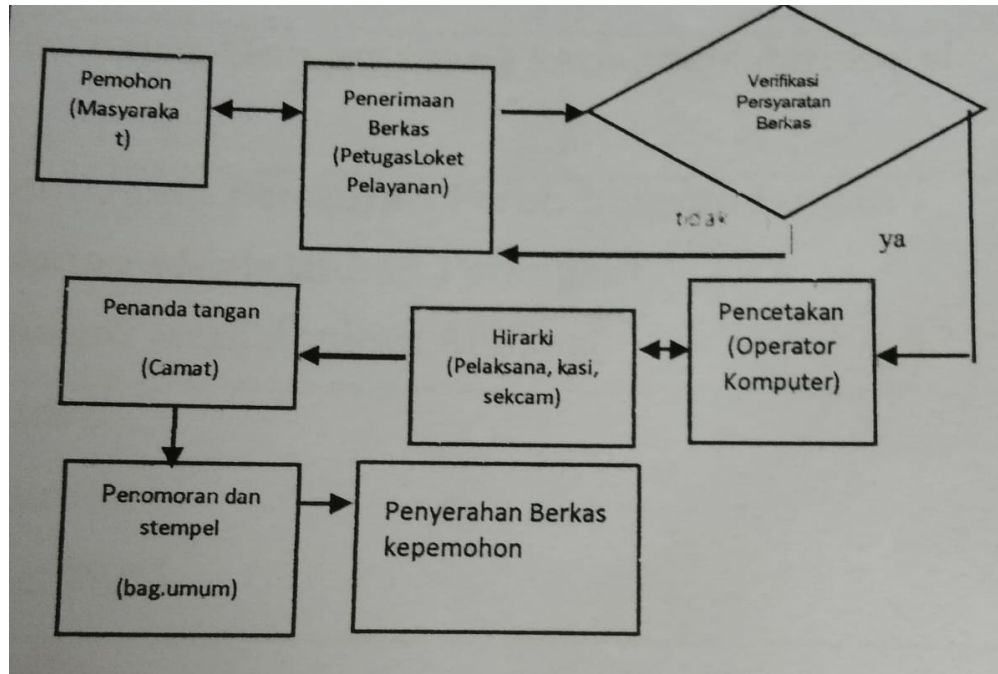 Pemohon
(Masyaraka
t)
Penerimaan
Berkas
(PetugasLoket
Pelayanan)
Verifikasi
Persyaratan
Berkas
tidak
ya
Penanda tangan
(Camat)
Hirarki
(Pelaksana, kasi,
sekcam)
Pencetakan
(Operator
Komputer)
Penomoran dan
stempel
(bag.umum)
Penyerahan Berkas
kepemohon